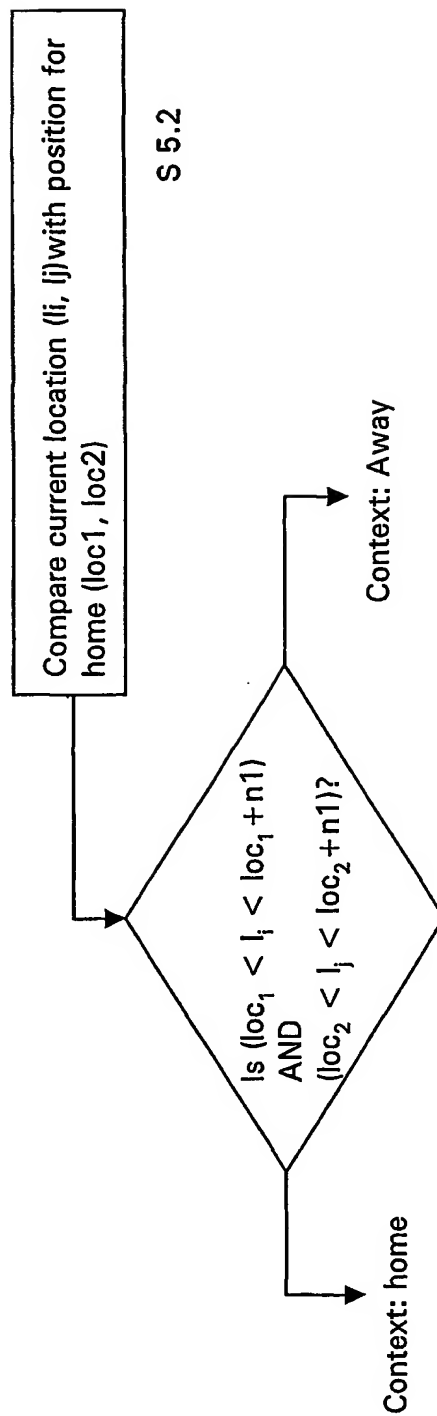 Compare current location (li, lj)with position for
home (loc1, loc2)
S 5.2
Is (loc₁ < lᵢ < loc₁+n1)
AND
(loc₂ < lⱼ < loc₂+n1)?
Context: home
Context: Away